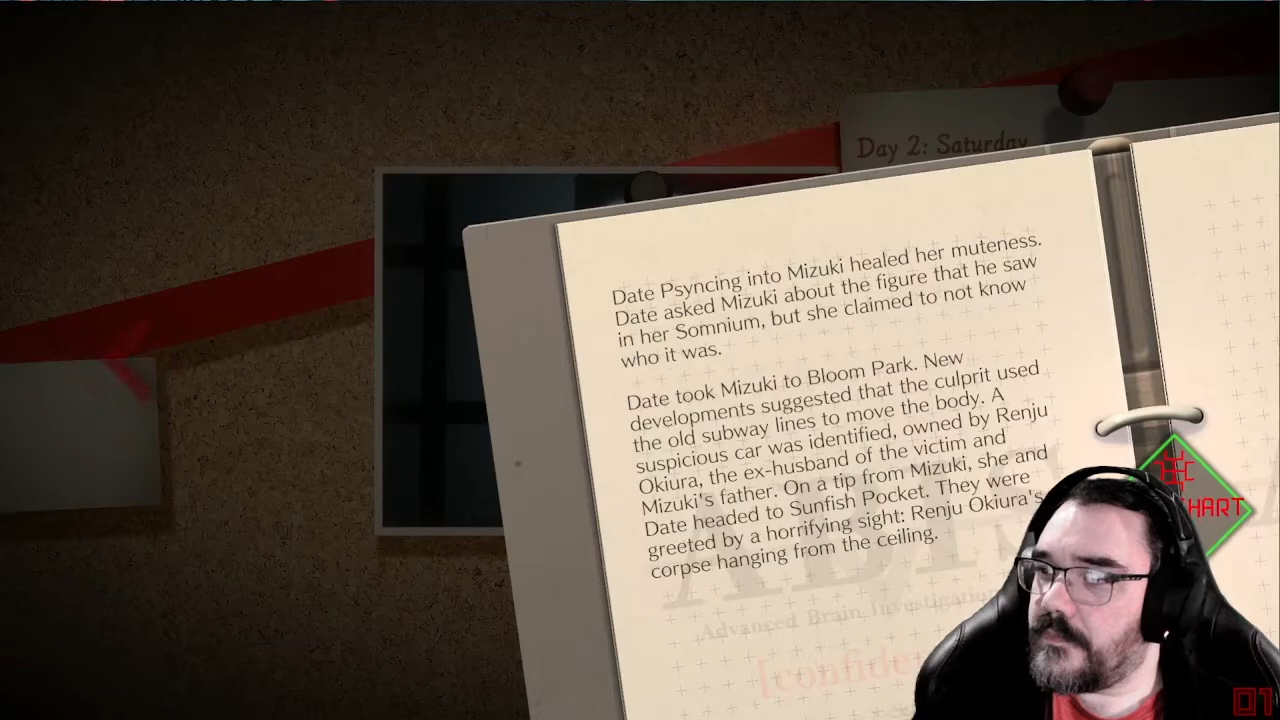 Day 2: Saturday
Date Psyncing into Mizuki healed her muteness.
Date asked Mizuki about the figure that he saw
in her Somnium, but she claimed to not know
who it was.
Date took Mizuki to Bloom Park. New
developments suggested that the culprit used
the old subway lines to move the body. A
suspicious car was identified, owned by Renju
Okiura, the ex-husband of the victim and
Mizuki's father. On a tip from Mizuki, she and
Date headed to Sunfish Pocket. They were
greeted by a horrifying sight: Renju Okiura's
corpse hanging from the ceiling.
Advanced Brain
HART
01